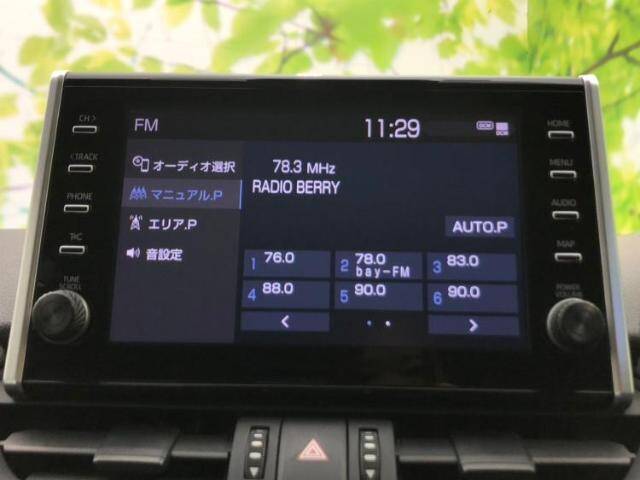 CH >
FM
11:29
DCM
HOME
< TRACK
オーディオ選択
78.3 MHz
MENU
マニュアル.P
RADIO BERRY
PHONE
AUDIO
エリア.P
AUTO.P
T<C
音設定
1 76.0
2 78.0
bay-FM
3 83.0
MAP
TUNE
SCROLL
4 88.0
5 90.0
6 90.0
POWER
VOLUME
< >